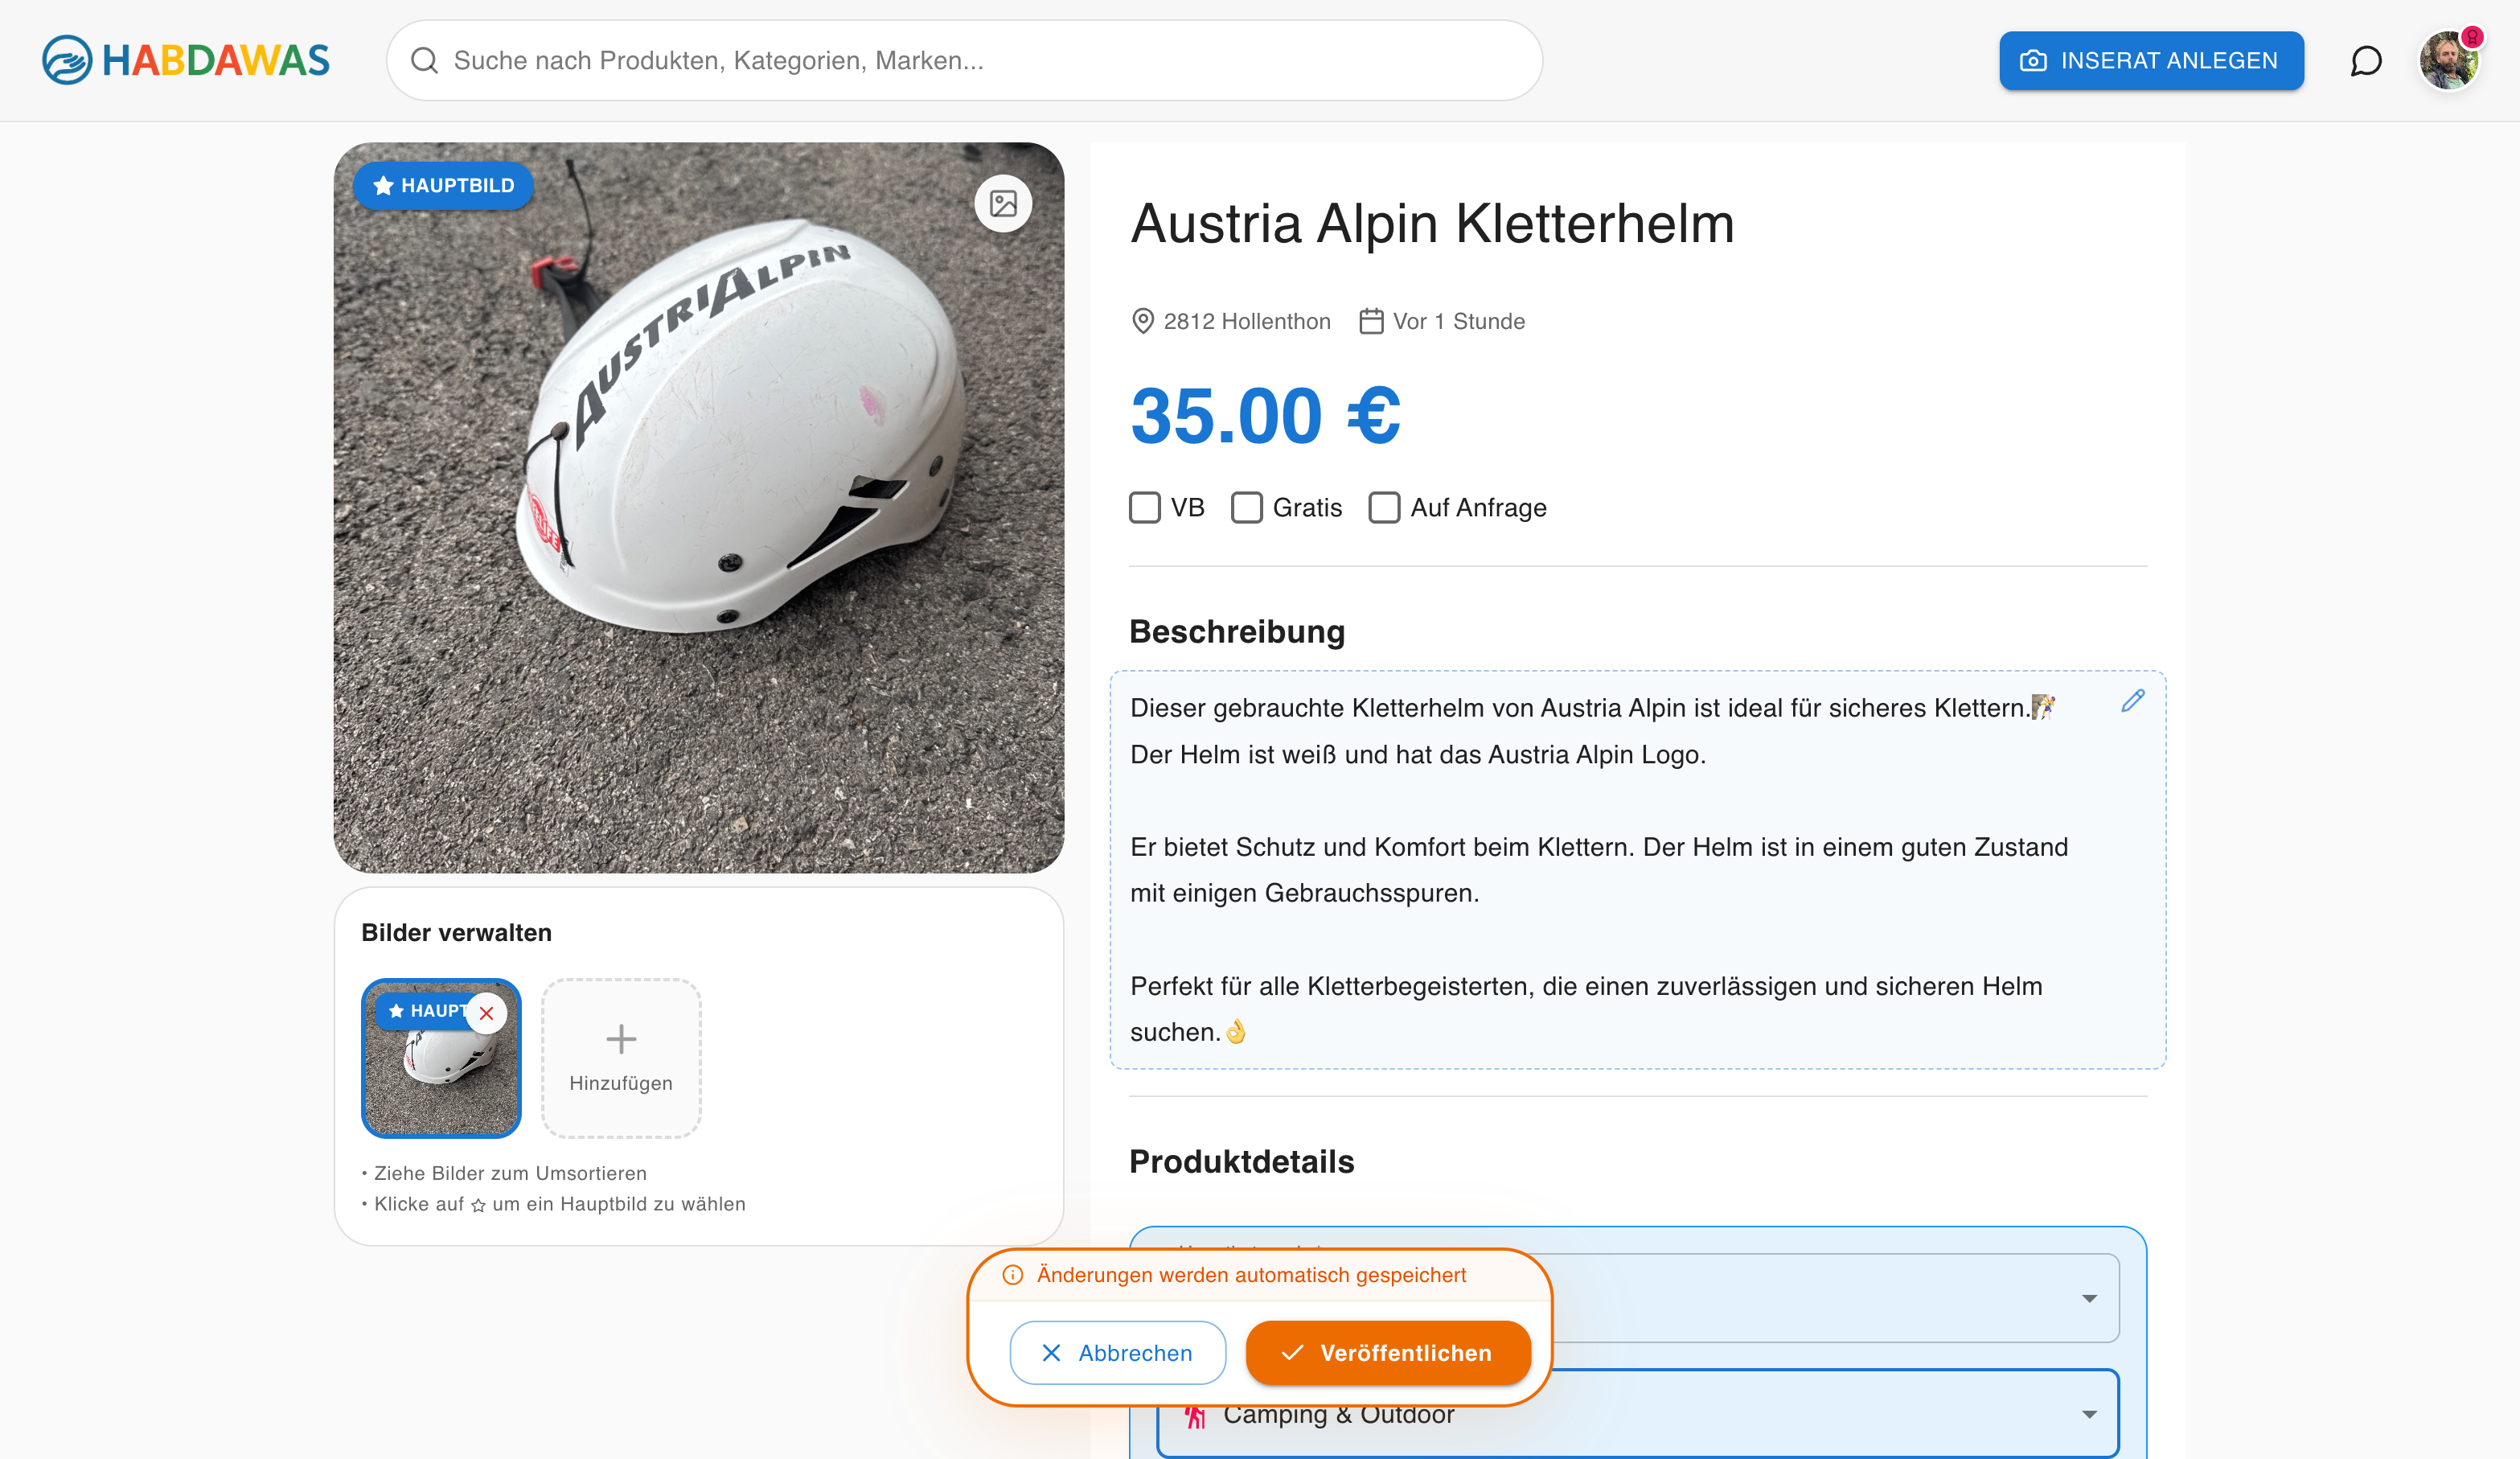 HABDAWAS
Suche nach Produkten, Kategorien, Marken...
INSERAT ANLEGEN
HAUPTBILD
AUSTRIALPIN
Austria Alpin Kletterhelm
2812 Hollenthon
Vor 1 Stunde
35.00 €
VB
Gratis
Auf Anfrage
Beschreibung
Dieser gebrauchte Kletterhelm von Austria Alpin ist ideal für sicheres Klettern.🧗
Der Helm ist weiß und hat das Austria Alpin Logo.
Er bietet Schutz und Komfort beim Klettern. Der Helm ist in einem guten Zustand
mit einigen Gebrauchsspuren.
Perfekt für alle Kletterbegeisterten, die einen zuverlässigen und sicheren Helm
suchen.👌
Bilder verwalten
HAUPT
Hinzufügen
• Ziehe Bilder zum Umsortieren
• Klicke auf ☆ um ein Hauptbild zu wählen
Produktdetails
Änderungen werden automatisch gespeichert
Abbrechen
Veröffentlichen
Camping & Outdoor